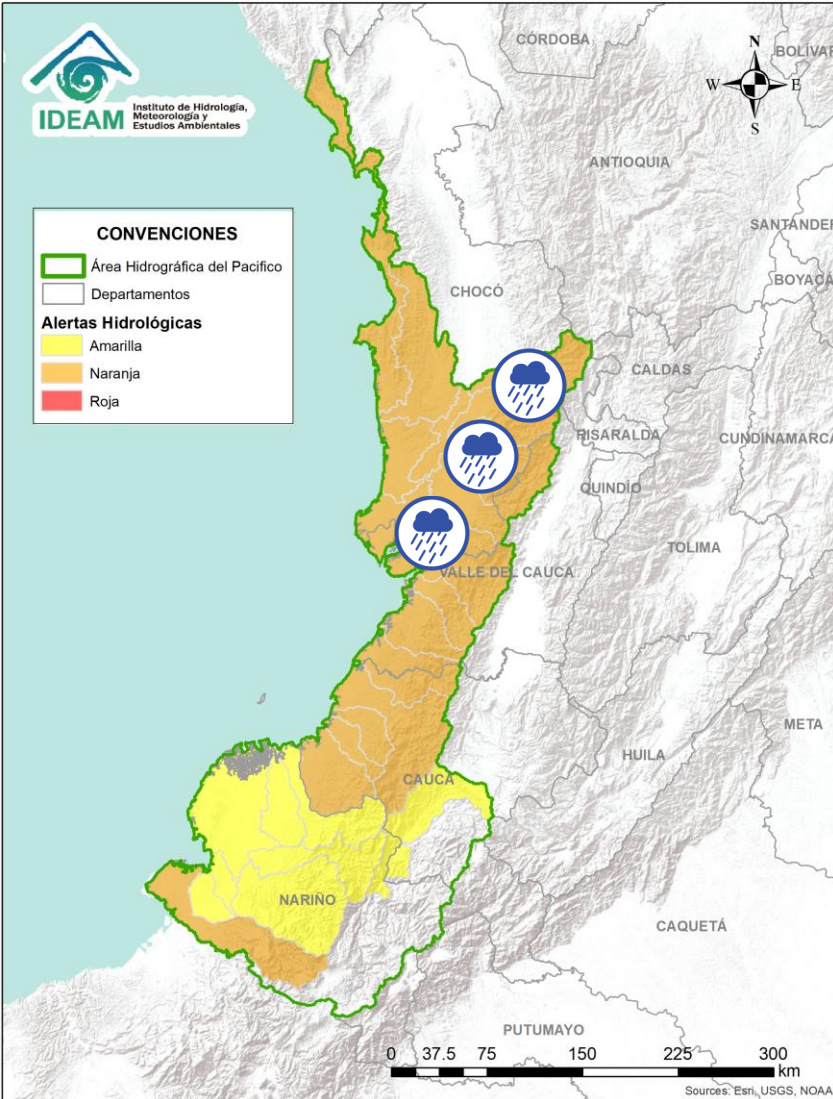 IDEAM
Instituto de Hidrología,
Meteorología y
Estudios Ambientales
N
W
E
S
CÓRDOBA
BOLÍVAR
ANTIOQUIA
SANTANDER
BOYACÁ
CHOCÓ
CALDAS
RISARALDA
CUNDINAMARCA
QUINDÍO
TOLIMA
VALLE DEL CAUCA
META
HUILA
CAUCA
NARIÑO
CAQUETÁ
PUTUMAYO
CONVENCIONES
Área Hidrográfica del Pacifico
Departamentos
Alertas Hidrológicas
Amarilla
Naranja
Roja
0 37.5 75 150 225 300
km
Sources: Esri, USGS, NOAA